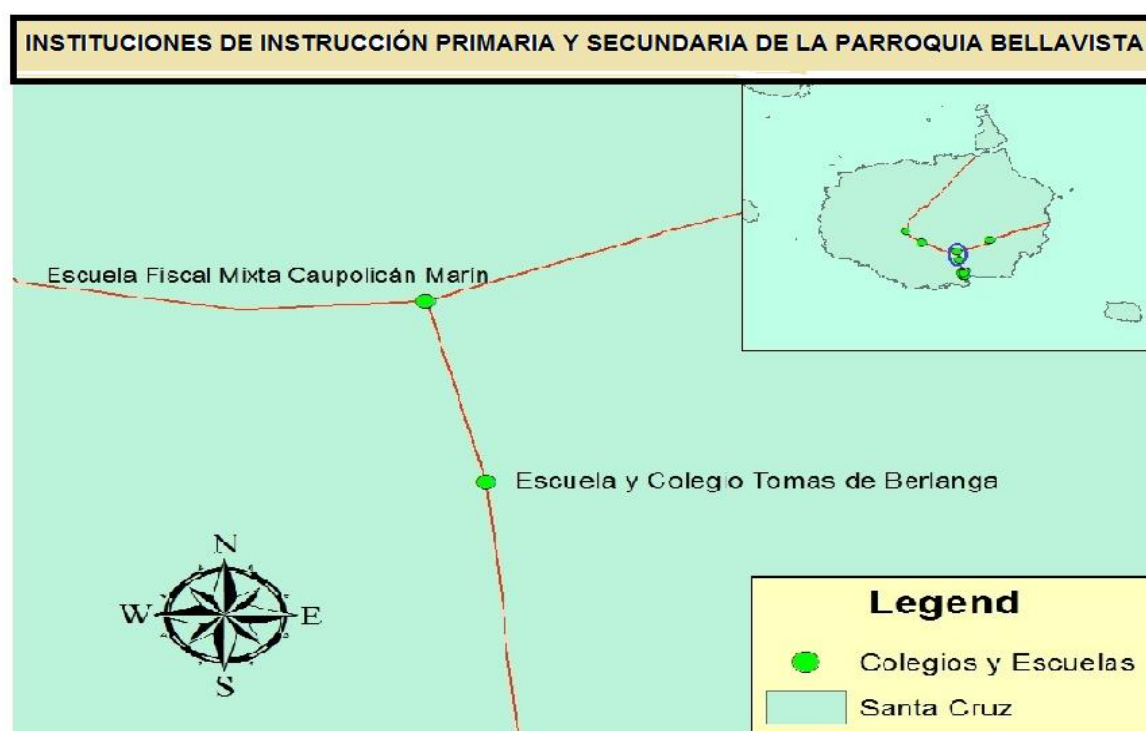 INSTITUCIONES DE INSTRUCCIÓN PRIMARIA Y SECUNDARIA DE LA PARROQUIA BELLAVISTA
Escuela Fiscal Mixta Caupolicán Marín
Escuela y Colegio Tomas de Berlanga
N
W E
S
Legend
Colegios y Escuelas
Santa Cruz